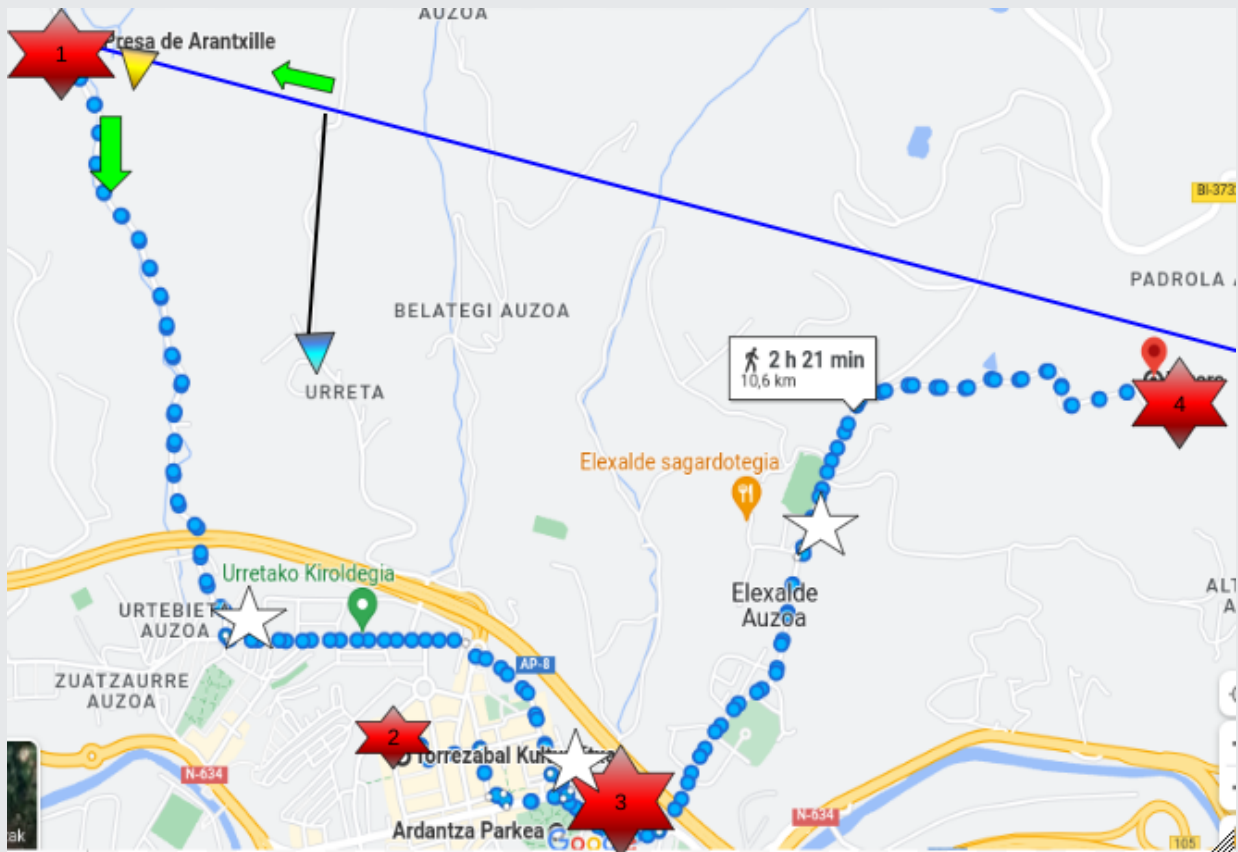 AUZOA
1
Presa de Arantxille
BI-373
PADROLA A
BELATEGI AUZOA
2 h 21 min
10,6 km
URRETA
4
Elexalde sagardotegia
Urretako Kiroldegia
Elexalde
Auzoa
URTEBIETA
AUZOA
AP-8
ZUATZAURRE
AUZOA
2
Torrezabal Kultur
N-634
3
N-634
Ardantza Parkea
Google
105